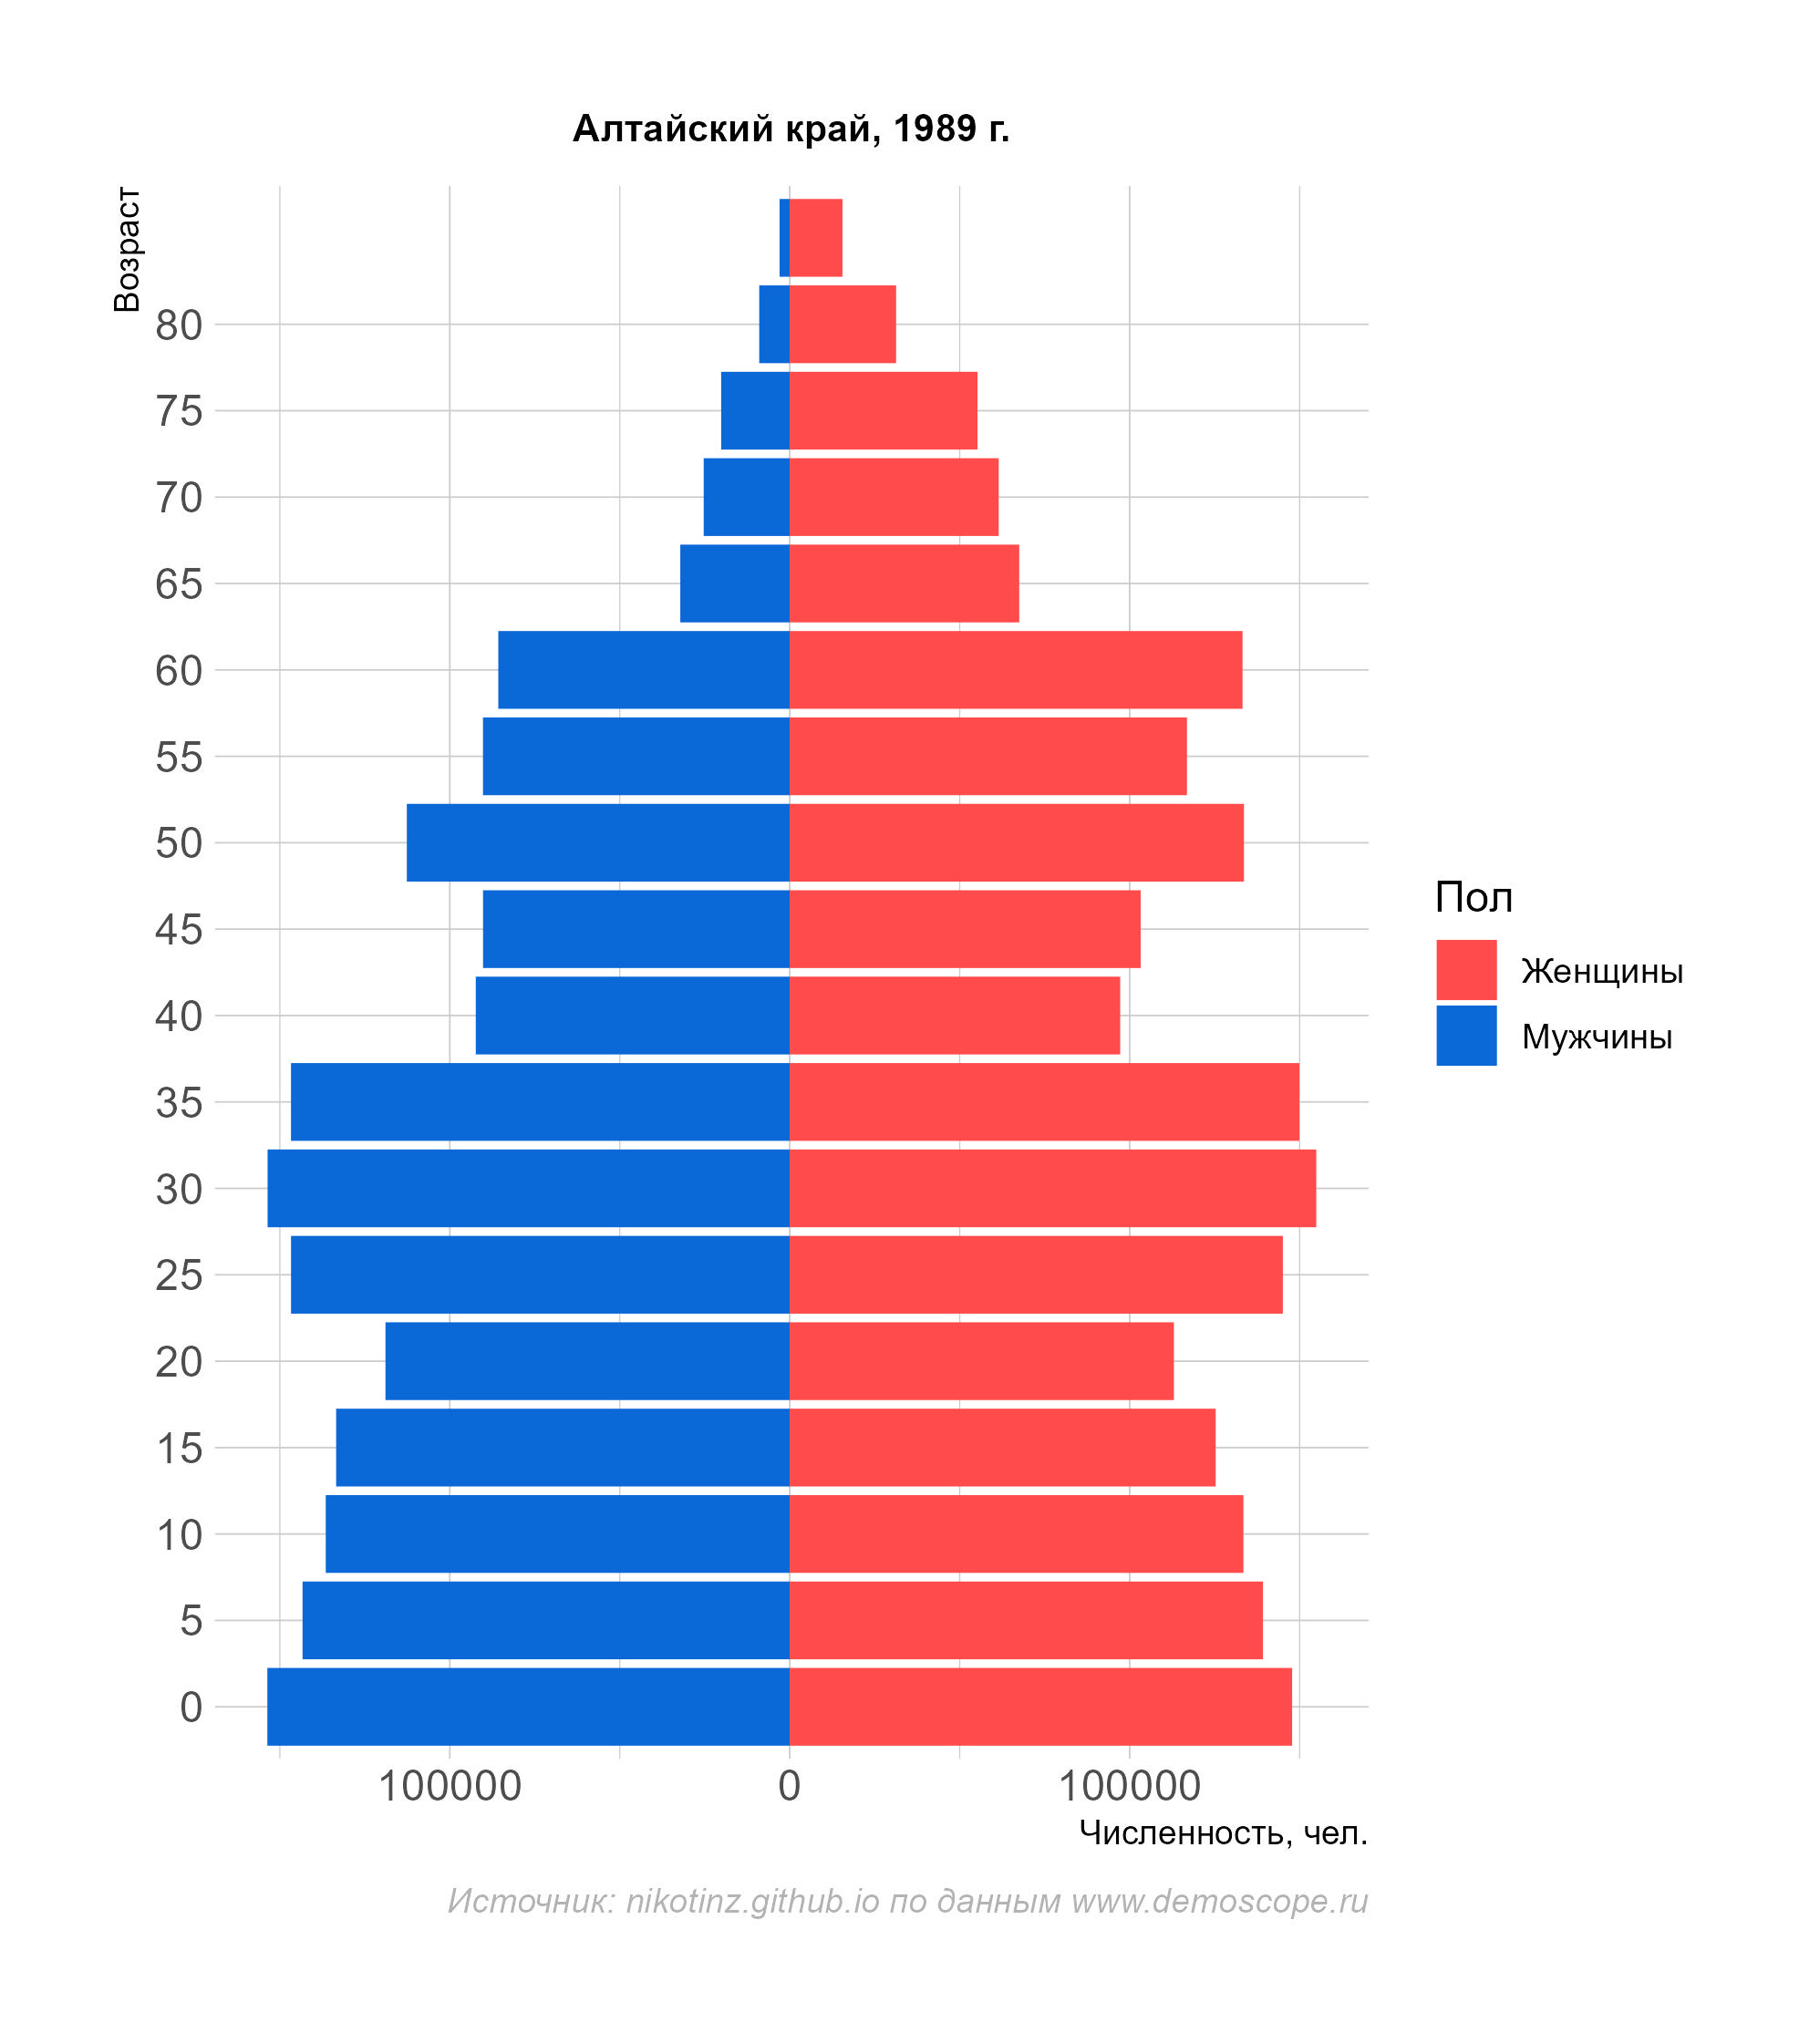 Алтайский край, 1989 г.
Возраст
80
75
70
65
60
55
50
45
40
35
30
25
20
15
10
5
0
100000 0 100000
Численность, чел.
Пол
Женщины
Мужчины
Источник: nikotinz.github.io по данным www.demoscope.ru